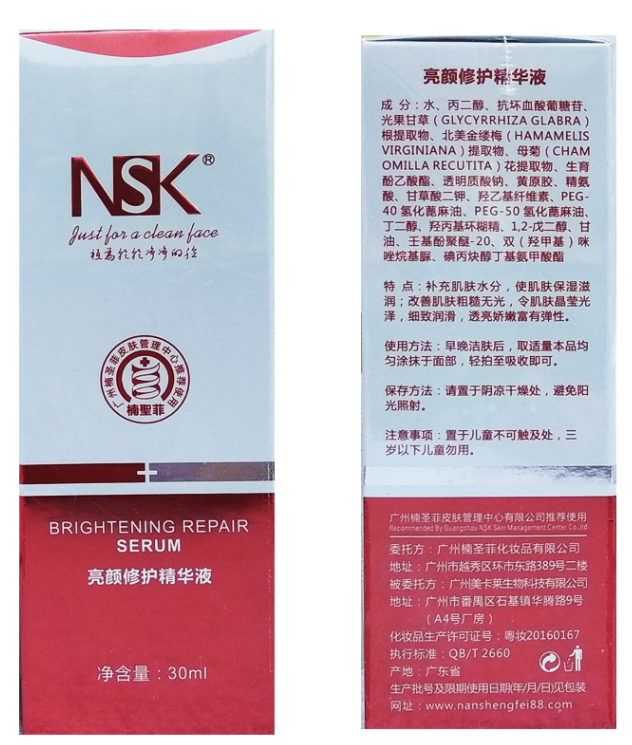 NSK®
Just for a clean face
广州楠圣菲皮肤管理中心推荐使用
楠聖菲
BRIGHTENING REPAIR
SERUM
亮颜修护精华液
净含量：30ml
亮颜修护精华液
成 分：水、丙二醇、抗坏血酸葡糖苷、
光果甘草（GLYCYRRHIZA GLABRA）
根提取物、北美金缕梅（HAMAMELIS
VIRGINIANA）提取物、母菊（CHAM
OMILLA RECUTITA）花提取物、生育
酚乙酸酯、透明质酸钠、黄原胶、精氨
酸、甘草酸二钾、羟乙基纤维素、PEG-
40氢化蓖麻油、PEG-50氢化蓖麻油、
丁二醇、羟丙基环糊精、1,2-戊二醇、甘
油、壬基酚聚醚-20、双（羟甲基）咪
唑烷基脲、碘丙炔醇丁基氨甲酸酯
特 点：补充肌肤水分，使肌肤保湿滋
润；改善肌肤粗糙无光，令肌肤晶莹光
泽，细致润滑，透亮娇嫩富有弹性。
使用方法：早晚洁肤后，取适量本品均
匀涂抹于面部，轻拍至吸收即可。
保存方法：请置于阴凉干燥处，避免阳
光照射。
注意事项：置于儿童不可触及处，三
岁以下儿童勿用。
广州楠圣菲皮肤管理中心有限公司推荐使用
Recommended By Guangzhou NSK Skin Management Center Co.,ltd
委托方：广州楠圣菲化妆品有限公司
地址：广州市越秀区环市东路389号二楼
被委托方：广州美卡莱生物科技有限公司
地址：广州市番禺区石基镇华腾路9号
（A4号厂房）
化妆品生产许可证号：粤妆20160167
执行标准：QB/T 2660
产地：广东省
生产批号及限期使用日期(年/月/日)见包装
网址：www.nanshengfei88.com